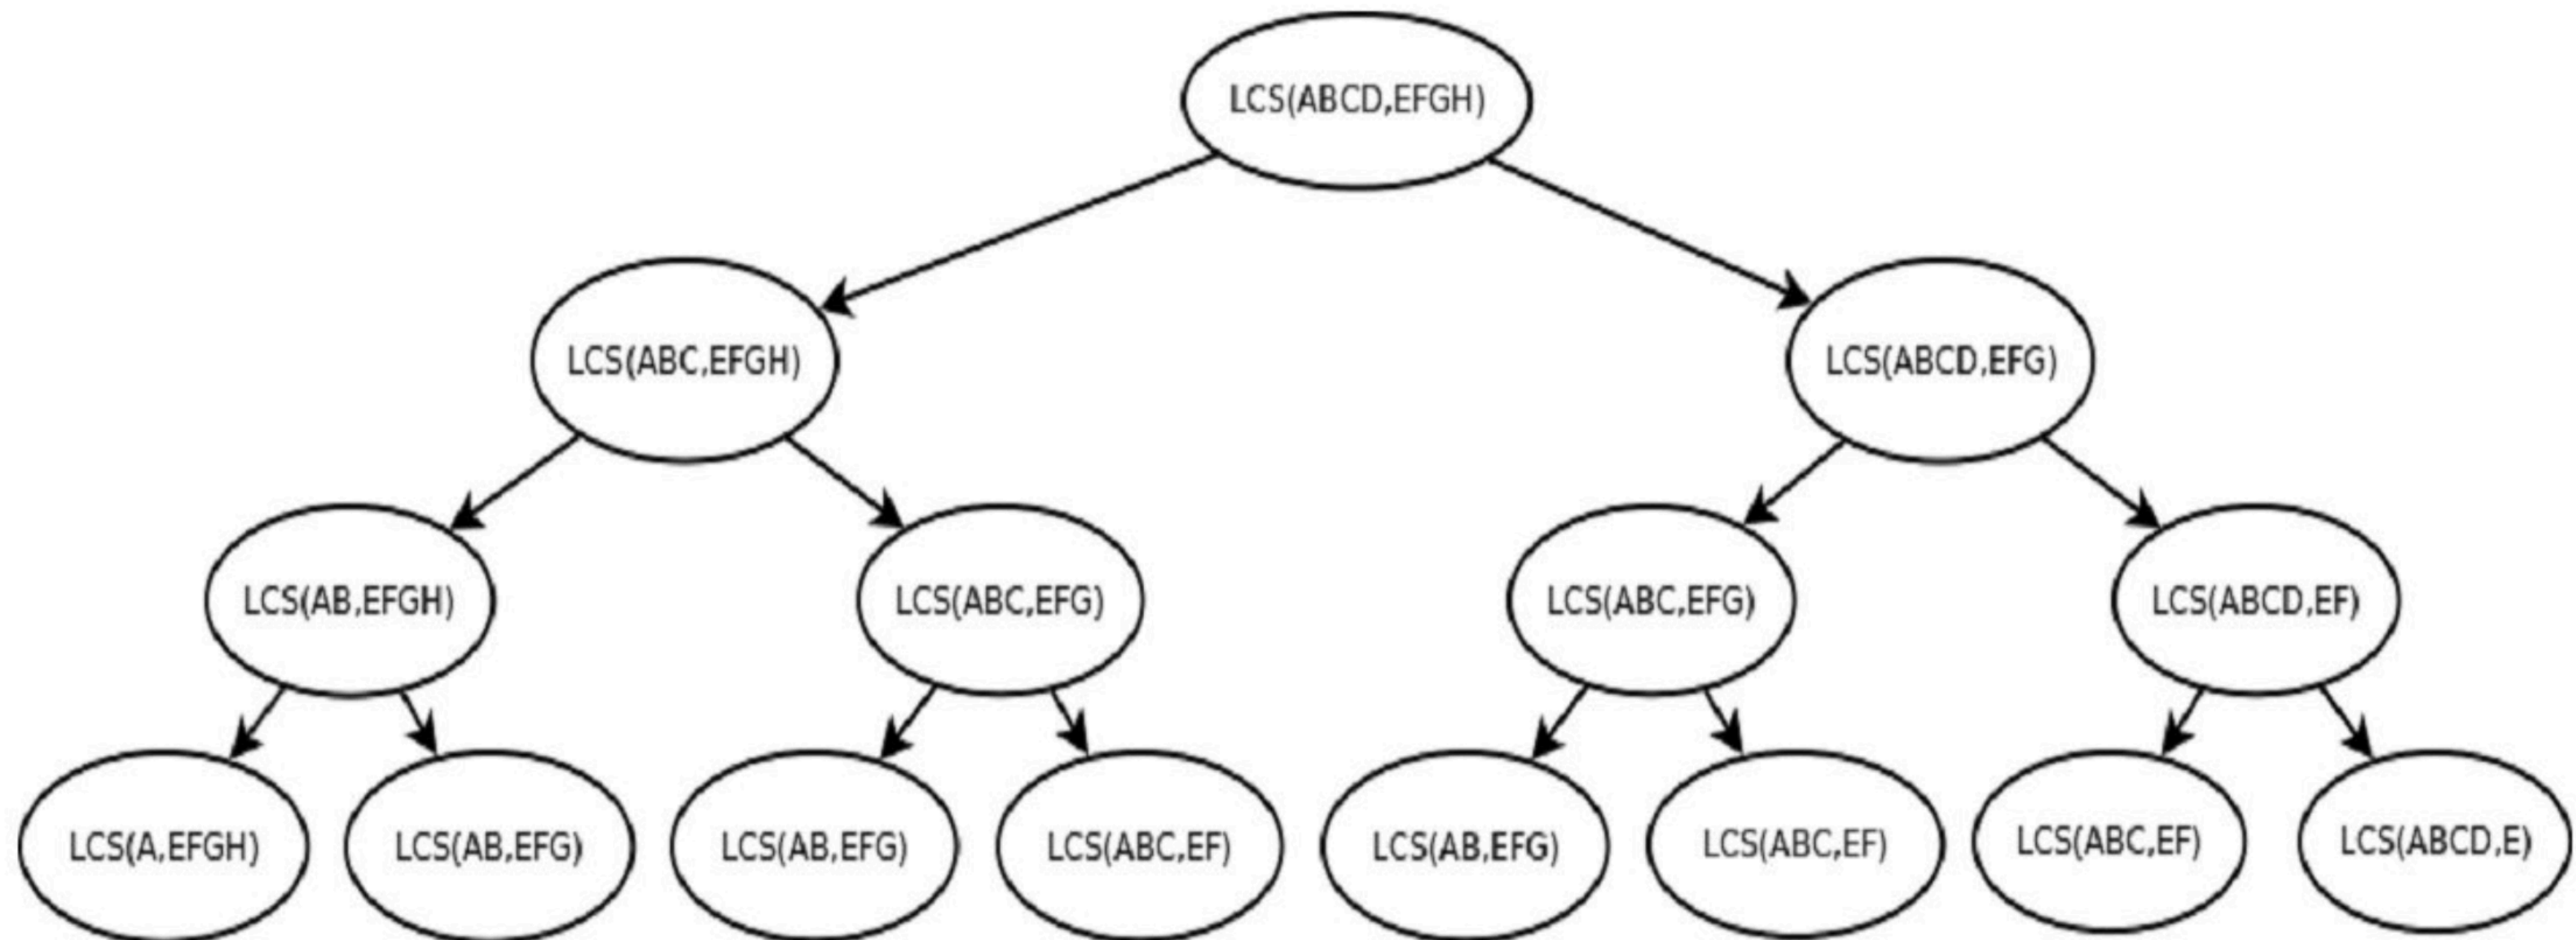 LCS(ABCD,EFGH)
LCS(ABC,EFGH)
LCS(ABCD,EFG)
LCS(AB,EFGH)
LCS(ABC,EFG)
LCS(ABC,EFG)
LCS(ABCD,EF)
LCS(A,EFGH)
LCS(AB,EFG)
LCS(AB,EFG)
LCS(ABC,EF)
LCS(AB,EFG)
LCS(ABC,EF)
LCS(ABC,EF)
LCS(ABCD,E)